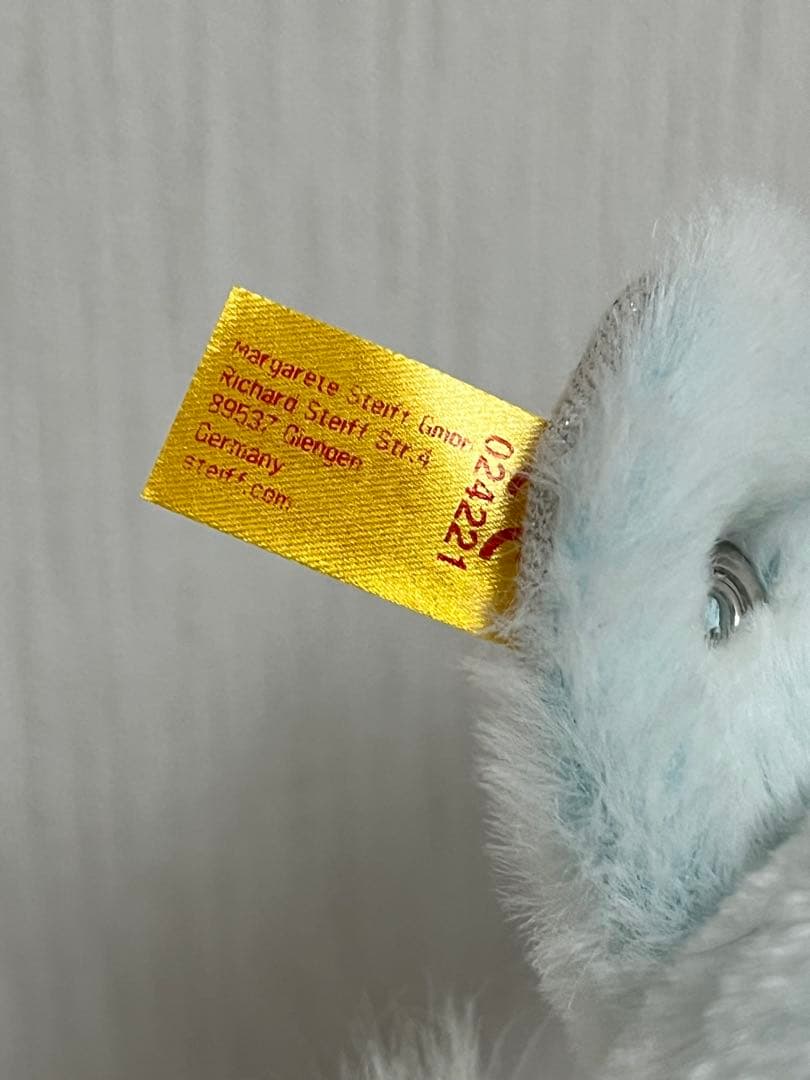 Margarete Steiff GmbH
Richard Steiff Str.4
89537 Giengen
Germany
steiff.com
024221